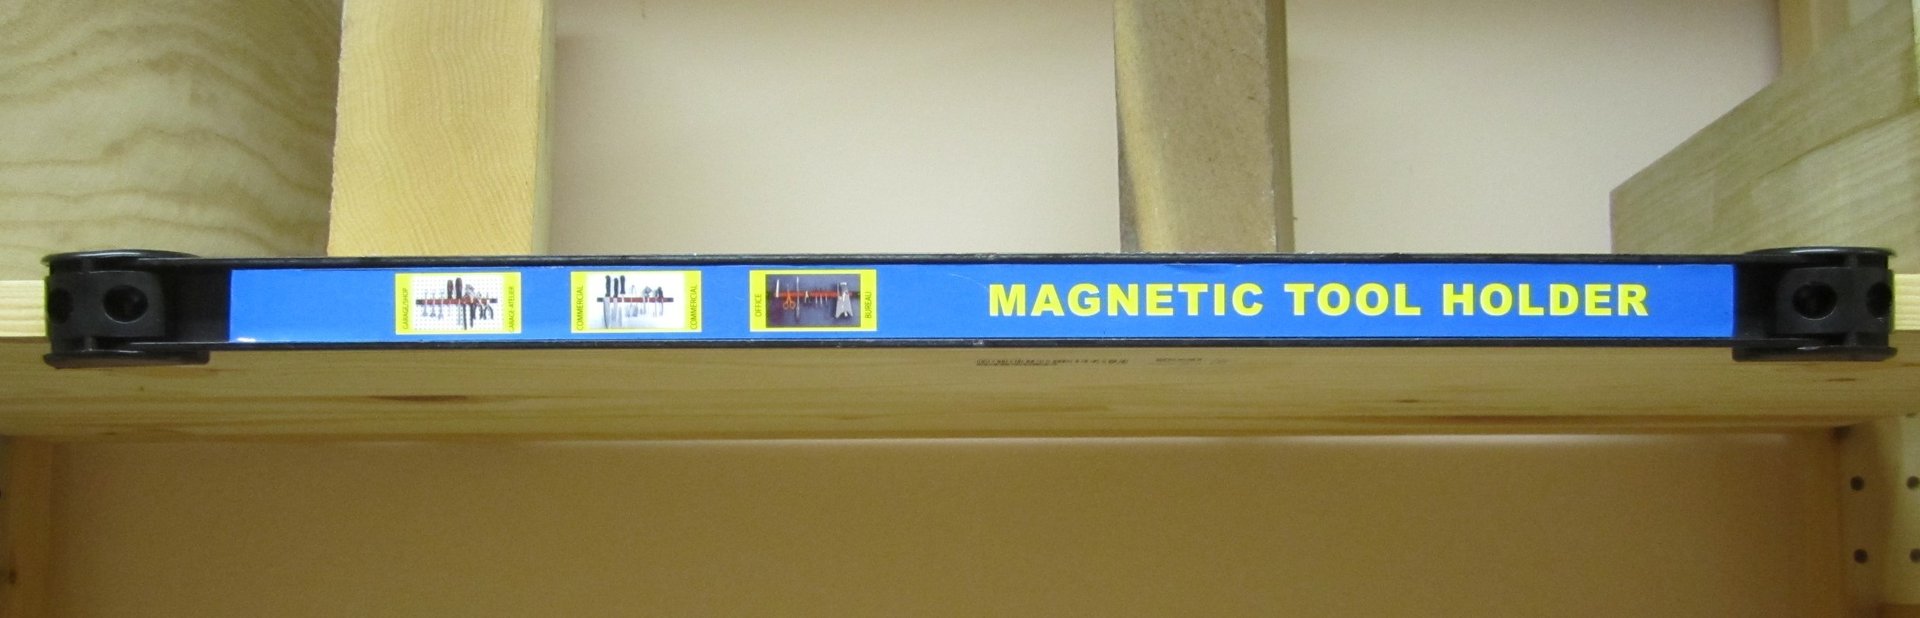 GARAGE/SHOP
GARAGE-ATELIER
COMMERCIAL
COMMERCIAL
OFFICE
BUREAU
MAGNETIC TOOL HOLDER